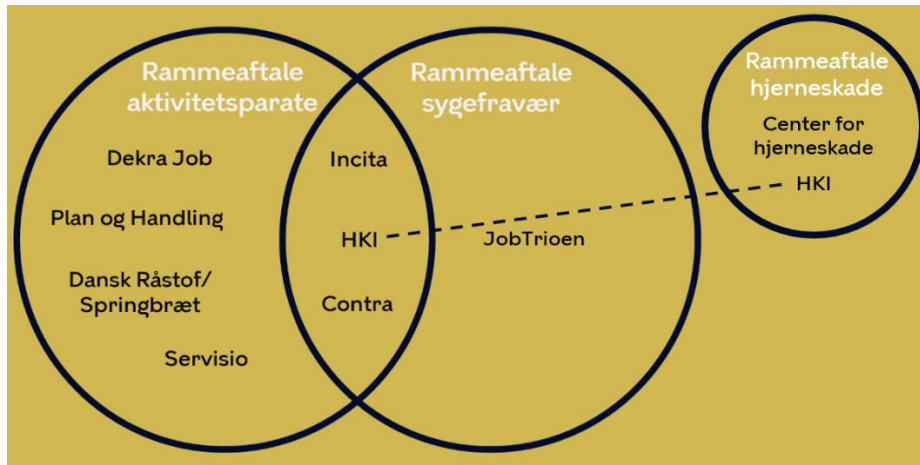 Rammeaftale
aktivitetsparate
Dekra Job
Plan og Handling
Dansk Råstof/
Springbræt
Servisio
Incita
HKI
Contra
Rammeaftale
sygefravær
JobTrioen
Rammeaftale
hjerneskade
Center for
hjerneskade
HKI